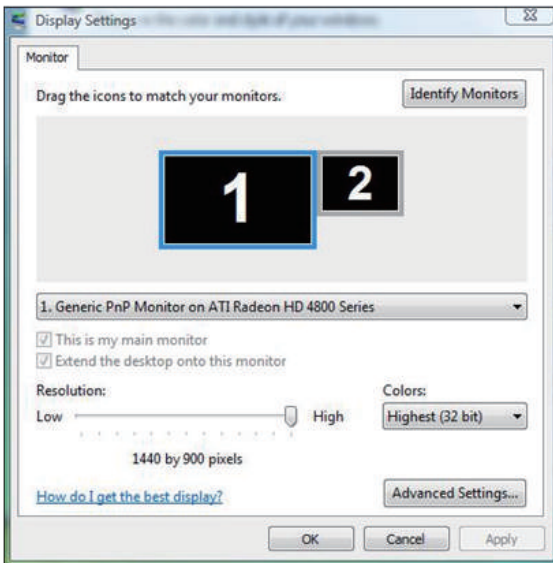 Display Settings
Monitor
Drag the icons to match your monitors.
Identify Monitors
1
2
1. Generic PnP Monitor on ATI Radeon HD 4800 Series
This is my main monitor
Extend the desktop onto this monitor
Resolution:
Colors:
Low
High
Highest (32 bit)
1440 by 900 pixels
How do I get the best display?
Advanced Settings...
OK
Cancel
Apply